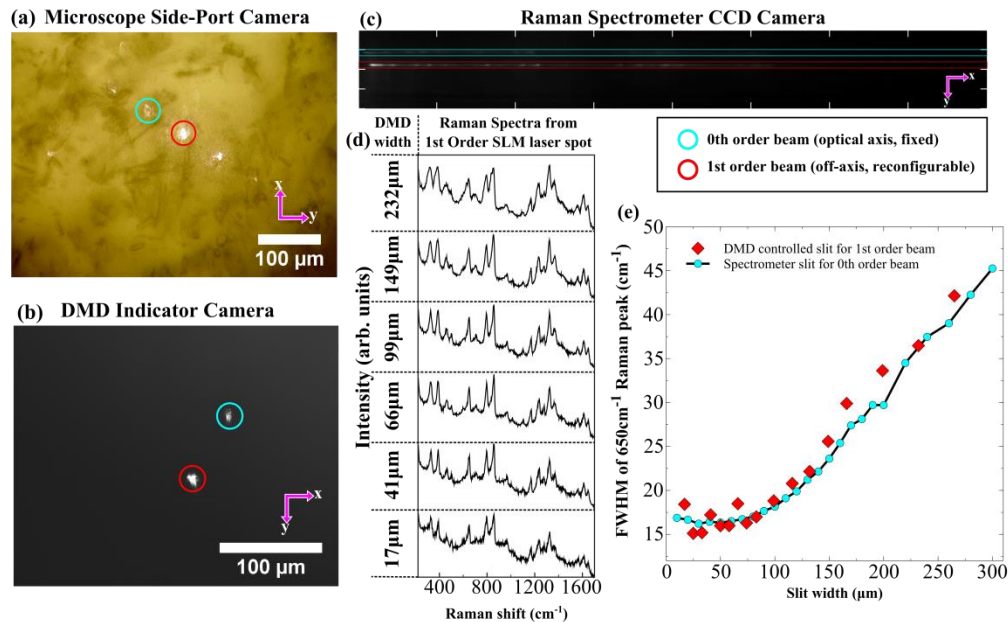 (a) Microscope Side-Port Camera
x
y
100 µm
(b) DMD Indicator Camera
x
y
100 µm
(c) Raman Spectrometer CCD Camera
x
y
0th order beam (optical axis, fixed)
1st order beam (off-axis, reconfigurable)
(d)
DMD width
Raman Spectra from
1st Order SLM laser spot
Intensity (arb. units)
232µm
149µm
99µm
66µm
41µm
17µm
400 800 1200 1600
Raman shift (cm⁻¹)
(e)
FWHM of 650cm⁻¹ Raman peak (cm⁻¹)
50
45
40
35
30
25
20
15
DMD controlled slit for 1st order beam
Spectrometer slit for 0th order beam
0 50 100 150 200 250 300
Slit width (µm)